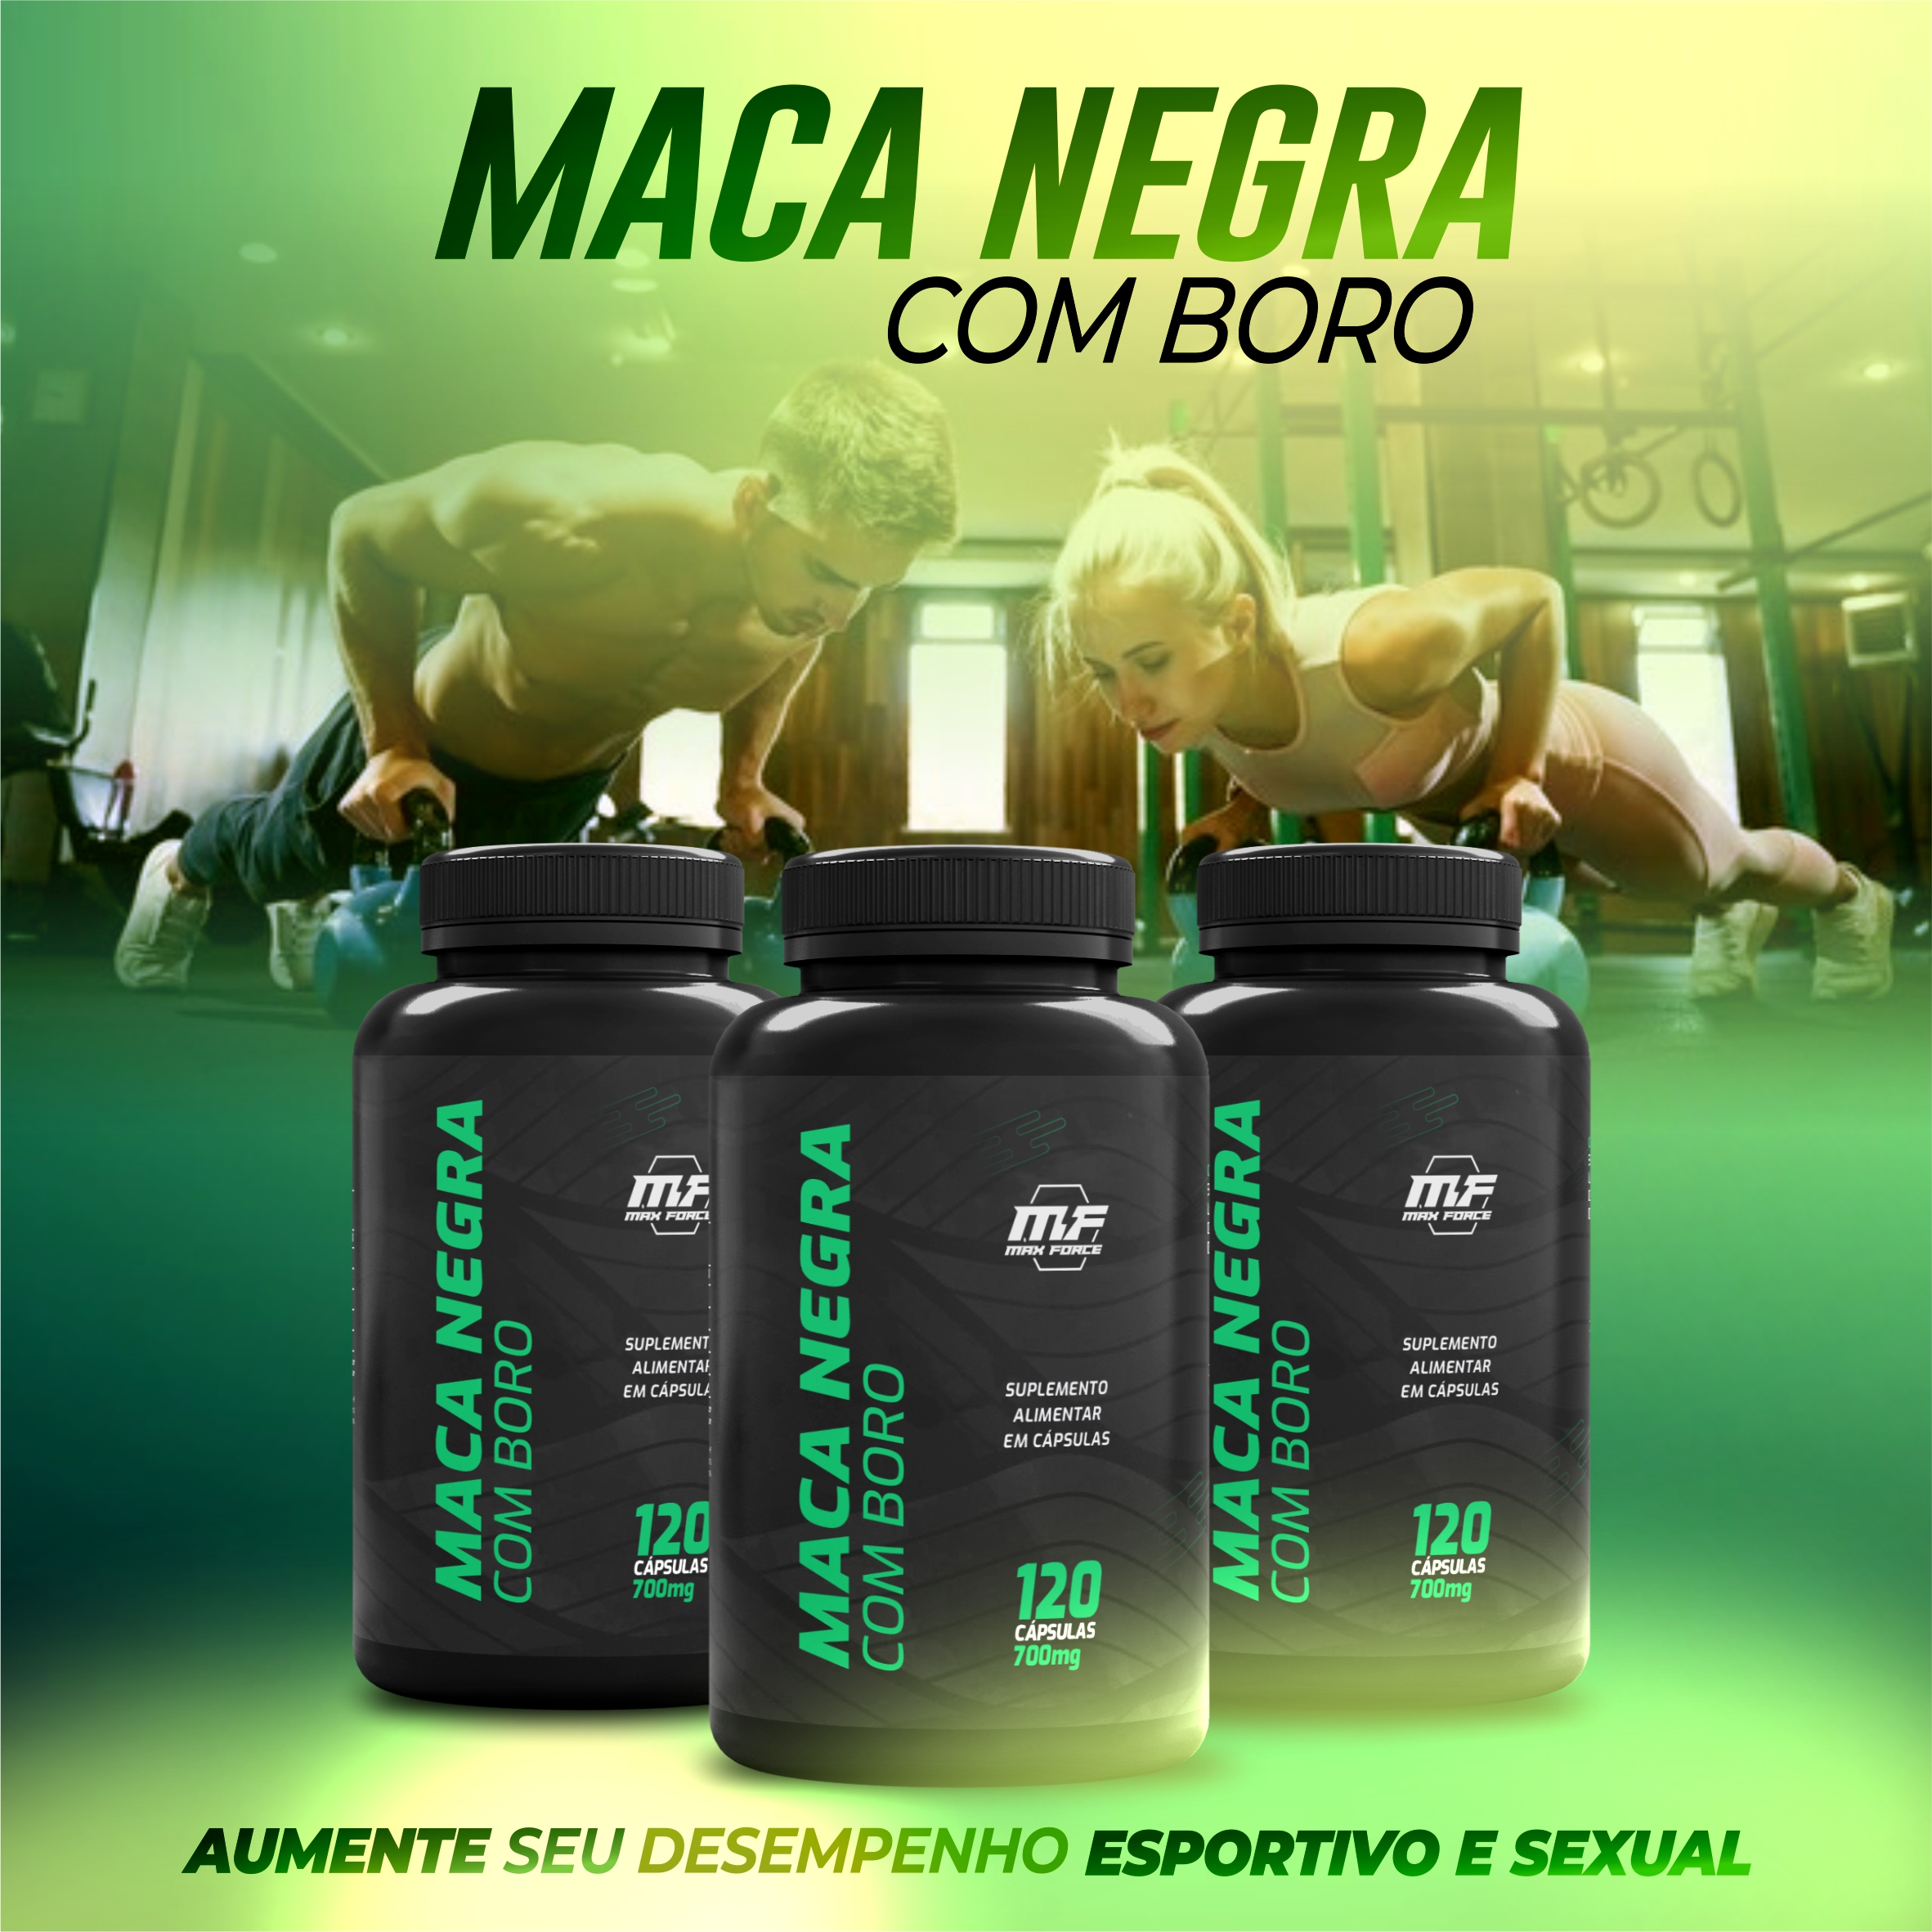 MACA NEGRA
COM BORO
MACA NEGRA
COM BORO
MF
MAX FORCE
SUPLEMENT
ALIMENTAR
EM CÁPSULA
120
CÁPSULAS
700mg
MACA NEGRA
COM BORO
MF
MAX FORCE
SUPLEMENTO
ALIMENTAR
EM CÁPSULAS
120
CÁPSULAS
700mg
MACA NEGRA
COM BORO
MF
MAX FORCE
SUPLEMENTO
ALIMENTAR
EM CÁPSULAS
120
CÁPSULAS
700mg
AUMENTE SEU DESEMPENHO ESPORTIVO E SEXUAL